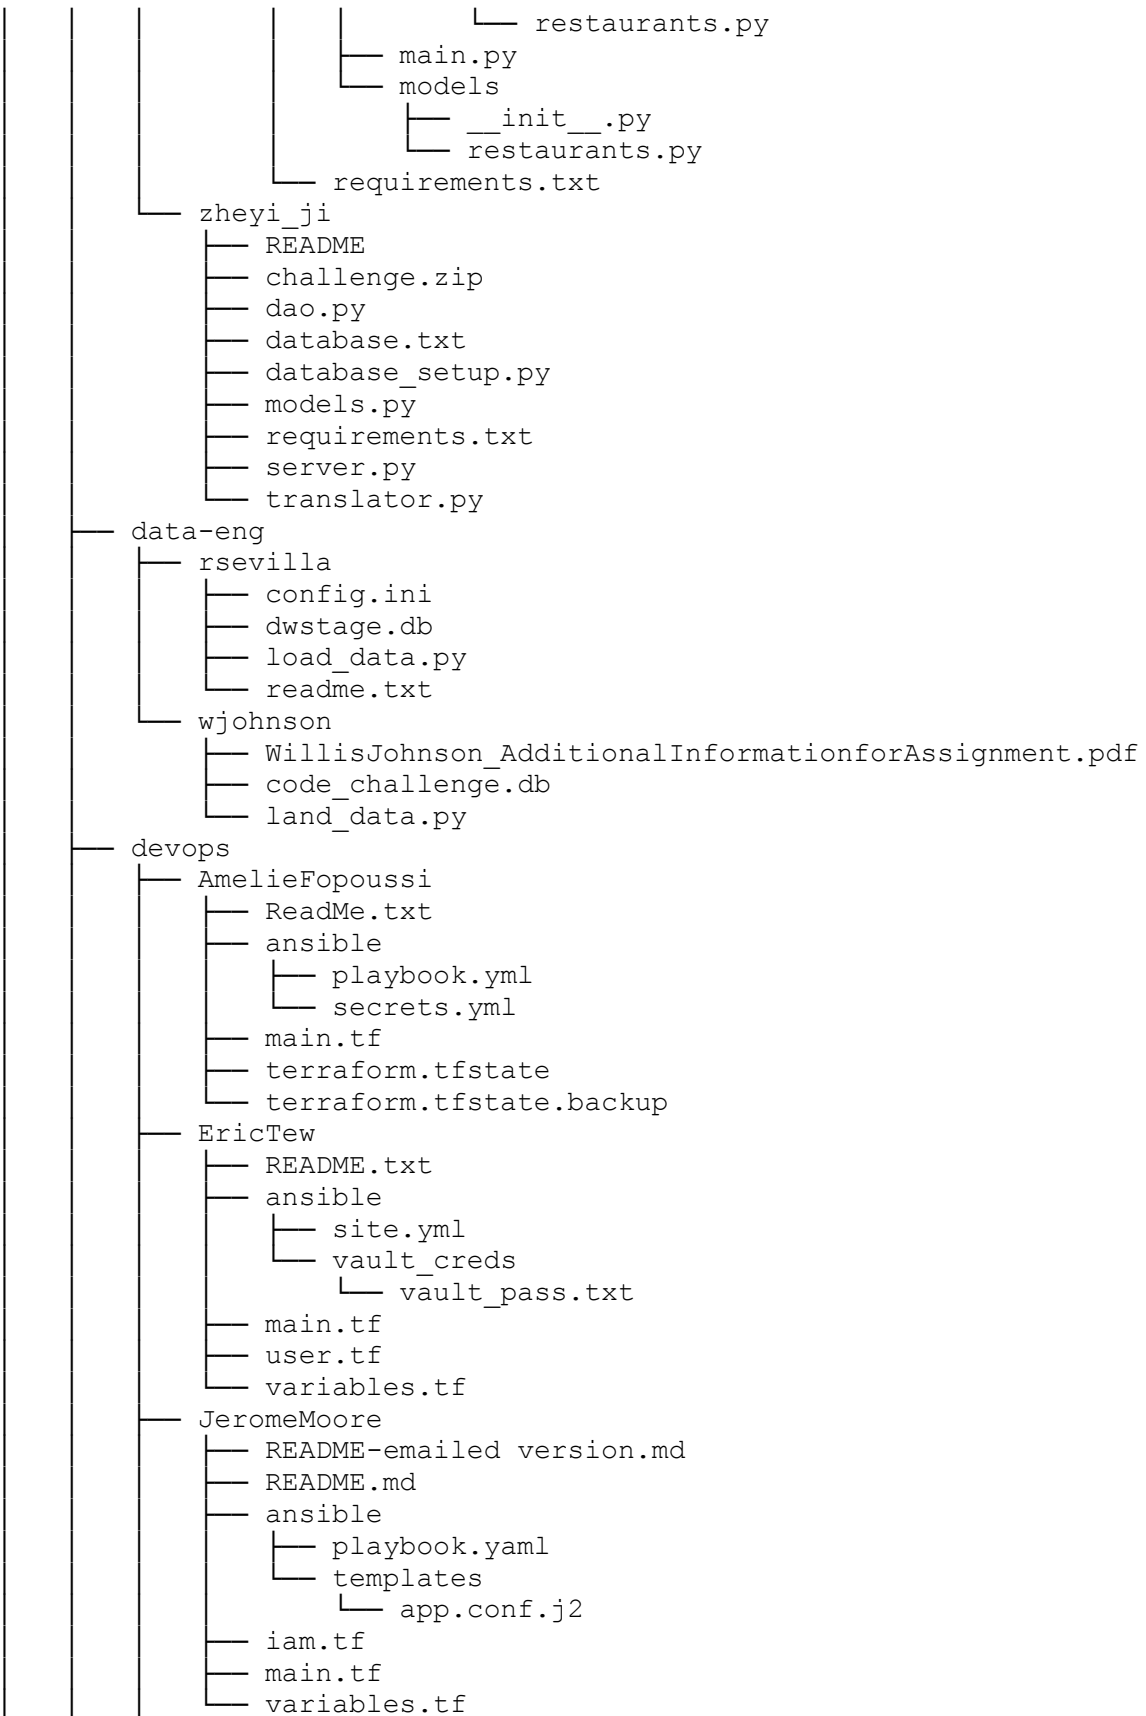 │   │   │       │   │       └── restaurants.py
│   │   │       │   ├── main.py
│   │   │       │   └── models
│   │   │       │       ├── __init__.py
│   │   │       │       └── restaurants.py
│   │   │       └── requirements.txt
│   │   └── zheyi_ji
│   │       ├── README
│   │       ├── challenge.zip
│   │       ├── dao.py
│   │       ├── database.txt
│   │       ├── database_setup.py
│   │       ├── models.py
│   │       ├── requirements.txt
│   │       ├── server.py
│   │       └── translator.py
│   ├── data-eng
│   │   ├── rsevilla
│   │   │   ├── config.ini
│   │   │   ├── dwstage.db
│   │   │   ├── load_data.py
│   │   │   └── readme.txt
│   │   └── wjohnson
│   │       ├── WillisJohnson_AdditionalInformationforAssignment.pdf
│   │       ├── code_challenge.db
│   │       └── land_data.py
│   ├── devops
│   │   ├── AmelieFopoussi
│   │   │   ├── ReadMe.txt
│   │   │   ├── ansible
│   │   │   │   ├── playbook.yml
│   │   │   │   └── secrets.yml
│   │   │   ├── main.tf
│   │   │   ├── terraform.tfstate
│   │   │   └── terraform.tfstate.backup
│   │   ├── EricTew
│   │   │   ├── README.txt
│   │   │   ├── ansible
│   │   │   │   ├── site.yml
│   │   │   │   └── vault_creds
│   │   │   │       └── vault_pass.txt
│   │   │   ├── main.tf
│   │   │   ├── user.tf
│   │   │   └── variables.tf
│   │   ├── JeromeMoore
│   │   │   ├── README-emailed version.md
│   │   │   ├── README.md
│   │   │   ├── ansible
│   │   │   │   ├── playbook.yaml
│   │   │   │   └── templates
│   │   │   │       └── app.conf.j2
│   │   │   ├── iam.tf
│   │   │   ├── main.tf
│   │   │   └── variables.tf